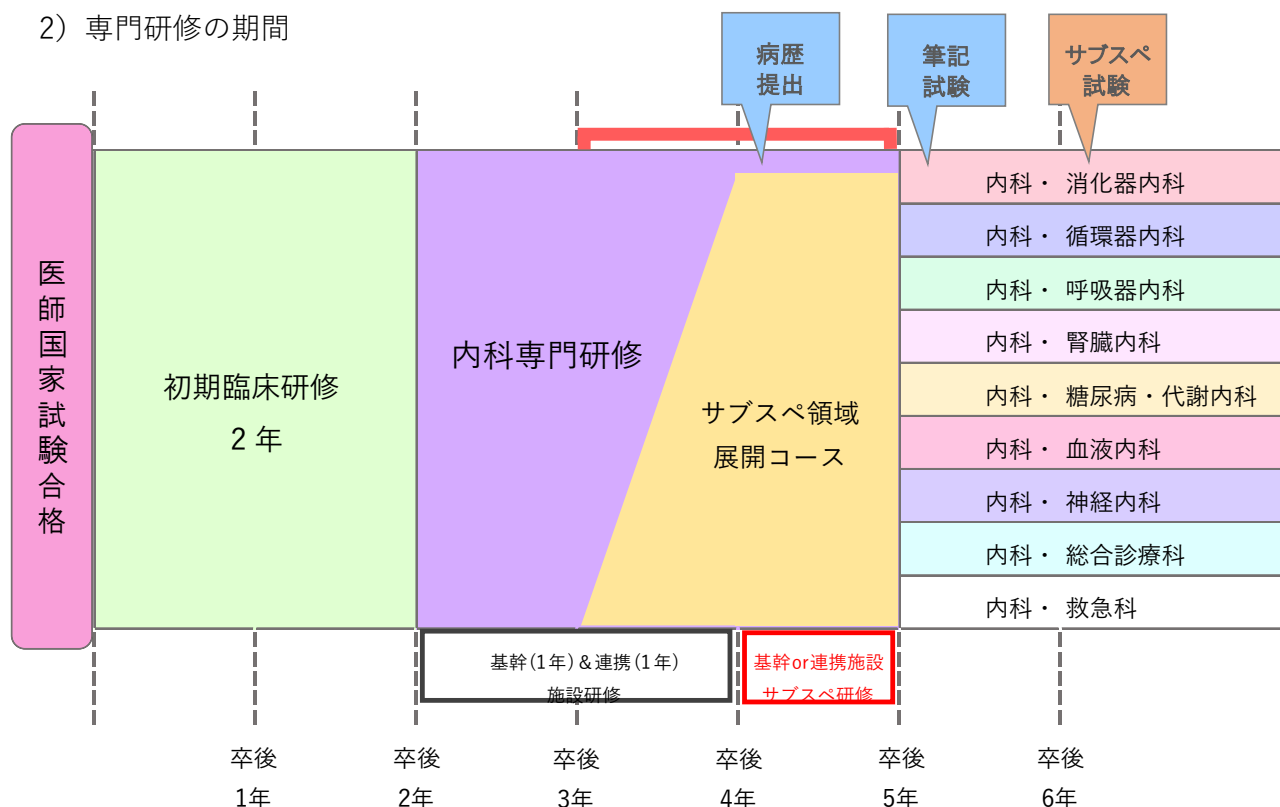 2）専門研修の期間
病歴
提出
筆記
試験
サブスペ
試験
医師国家試験合格
初期臨床研修
2 年
内科専門研修
サブスペ領域
展開コース
内科・ 消化器内科
内科・ 循環器内科
内科・ 呼吸器内科
内科・ 腎臓内科
内科・ 糖尿病・代謝内科
内科・ 血液内科
内科・ 神経内科
内科・ 総合診療科
内科・ 救急科
基幹(1年)＆連携(1年)
施設研修
基幹or連携施設
サブスペ研修
卒後
1年
卒後
2年
卒後
3年
卒後
4年
卒後
5年
卒後
6年